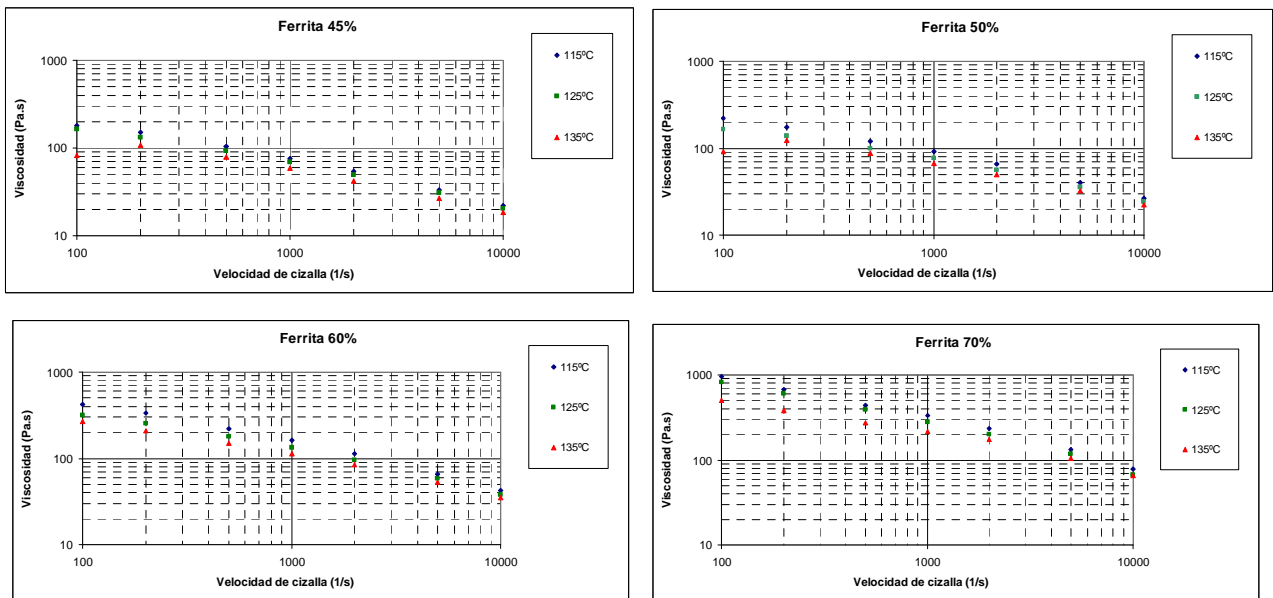 Ferrita 45%
Viscosidad (Pa.s)
1000
100
10
100 1000 10000
Velocidad de cizalla (1/s)
115ºC
125ºC
135ºC
Ferrita 50%
Viscosidad (Pa.s)
1000
100
10
100 1000 10000
Velocidad de cizalla (1/s)
115ºC
125ºC
135ºC
Ferrita 60%
Viscosidad (Pa.s)
1000
100
10
100 1000 10000
Velocidad de cizalla (1/s)
115ºC
125ºC
135ºC
Ferrita 70%
Viscosidad (Pa.s)
1000
100
10
100 1000 10000
Velocidad de cizalla (1/s)
115ºC
125ºC
135ºC